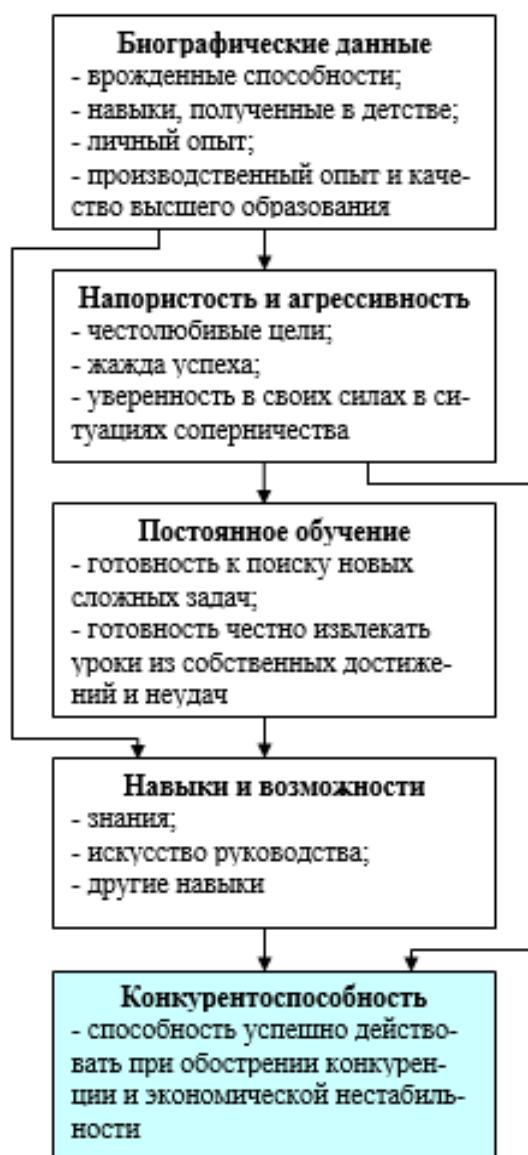 Биографические данные
- врожденные способности;
- навыки, полученные в детстве;
- личный опыт;
- производственный опыт и каче-
ство высшего образования
Напористость и агрессивность
- честолюбивые цели;
- жажда успеха;
- уверенность в своих силах в си-
туациях соперничества
Постоянное обучение
- готовность к поиску новых
сложных задач;
- готовность честно извлекать
уроки из собственных достиже-
ний и неудач
Навыки и возможности
- знания;
- искусство руководства;
- другие навыки
Конкурентоспособность
- способность успешно действо-
вать при обострении конкурен-
ции и экономической нестабиль-
ности